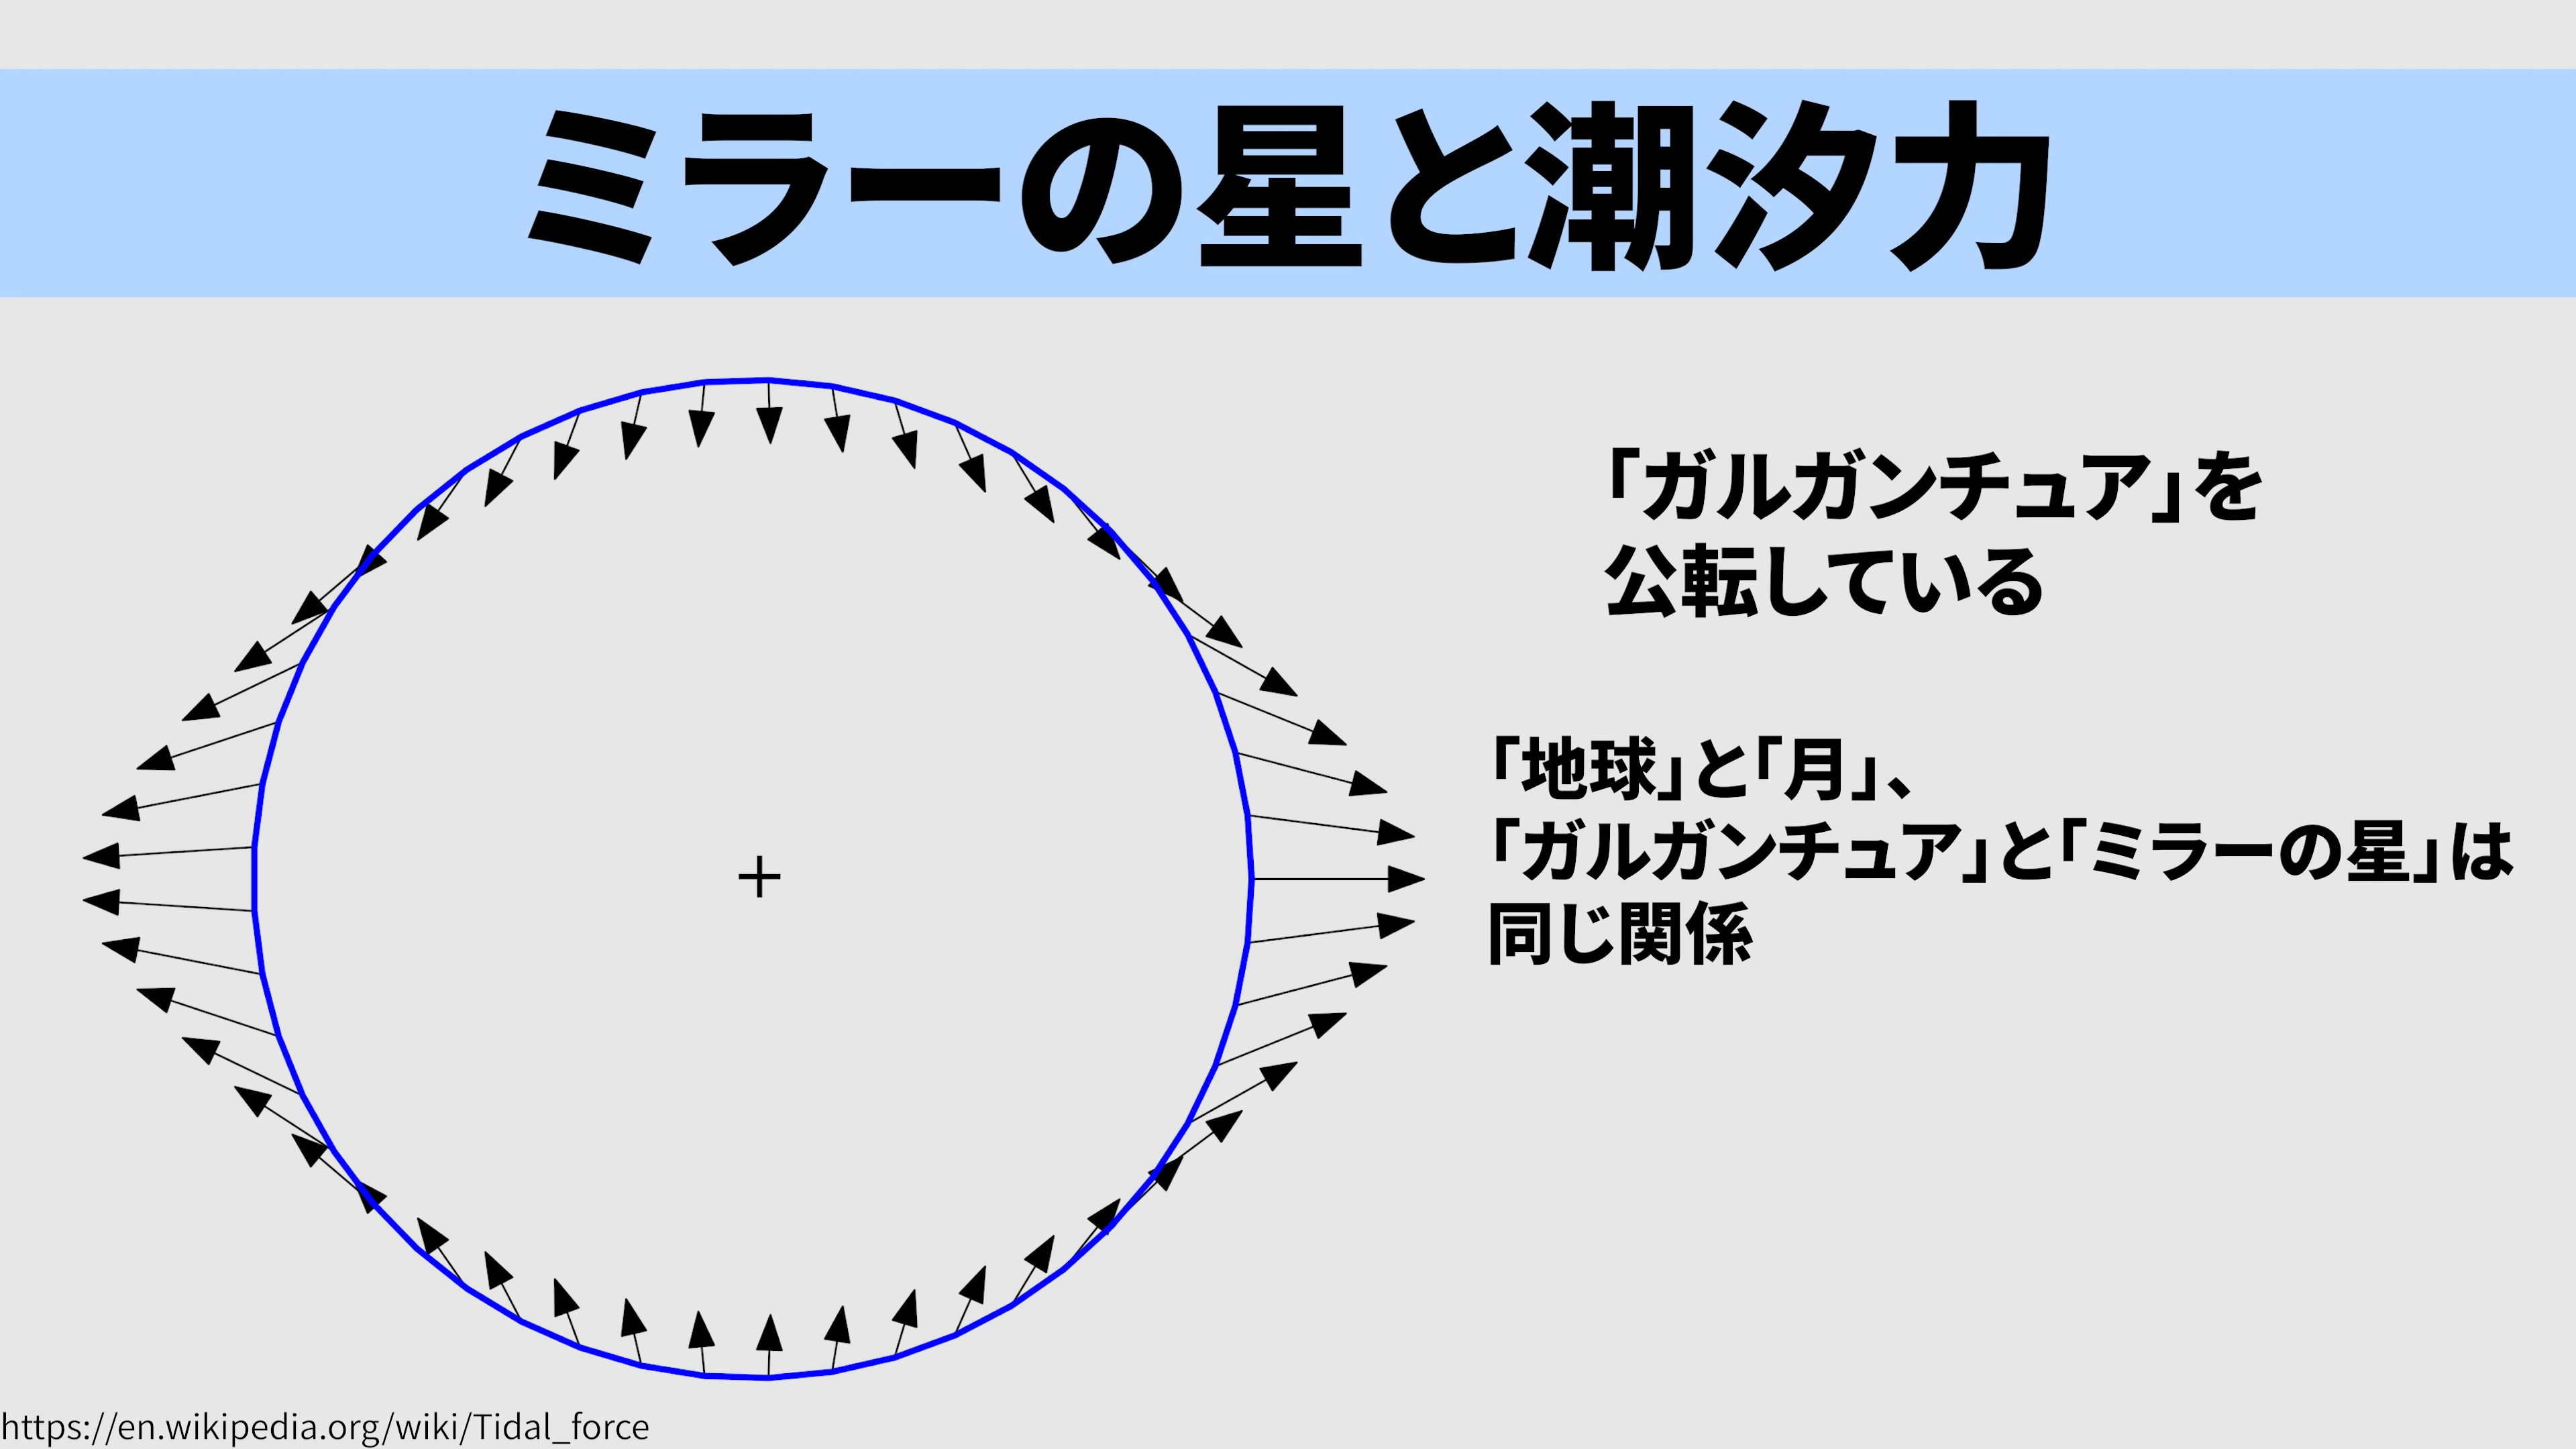 ミラーの星と潮汐力
「ガルガンチュア」を
公転している
「地球」と「月」、
「ガルガンチュア」と「ミラーの星」は
同じ関係
https://en.wikipedia.org/wiki/Tidal_force